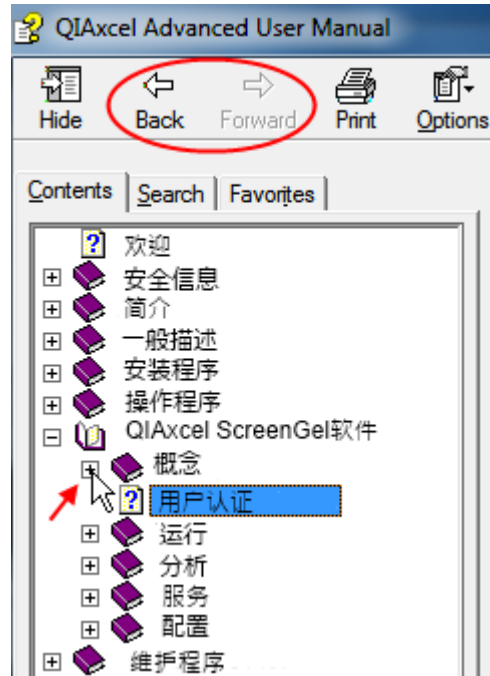 QIAxcel Advanced User Manual
Hide Back Forward Print Options
Contents Search Favorites
欢迎
安全信息
简介
一般描述
安装程序
操作程序
QIAxcel ScreenGel软件
概念
用户认证
运行
分析
服务
配置
维护程序